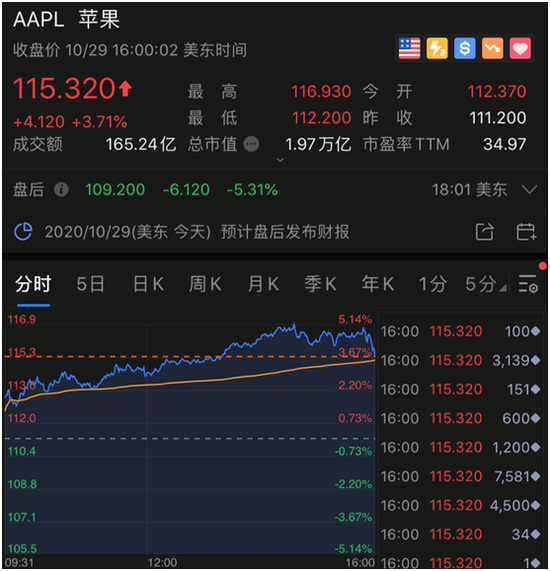 AAPL 苹果
收盘价 10/29 16:00:02 美东时间
115.320 最高 116.930 今开 112.370
+4.120 +3.71% 最低 112.200 昨收 111.200
成交额 165.24亿 总市值 1.97万亿 市盈率TTM 34.97
盘后 109.200 -6.120 -5.31% 18:01 美东
2020/10/29(美东 今天) 预计盘后发布财报
分时 5日 日K 周K 月K 季K 年K 1分 5分
116.9 5.14% 16:00 115.320 100
115.3 3.67% 16:00 115.320 3,139
113.6 2.20% 16:00 115.320 151
112.0 0.73% 16:00 115.320 600
110.4 -0.73% 16:00 115.320 1,200
108.8 -2.20% 16:00 115.320 7,581
107.1 -3.67% 16:00 115.320 4,500
105.5 -5.14% 16:00 115.320 34
09:31 12:00 16:00 16:00 115.320 1